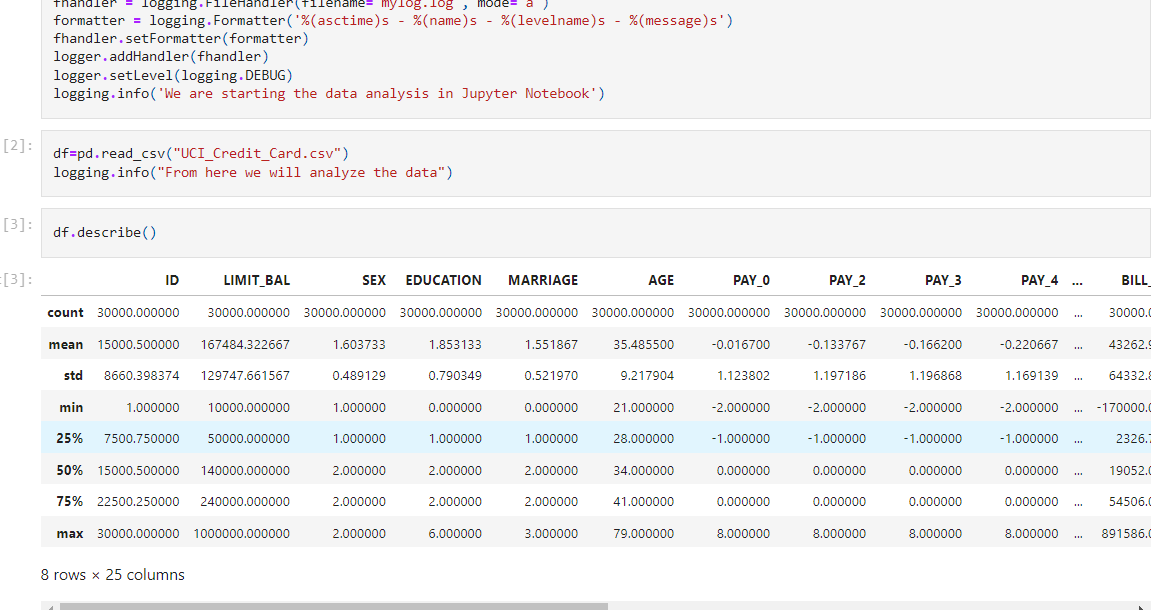 fhandler = logging.FileHandler(filename='mylog.log', mode='a')
formatter = logging.Formatter('%(asctime)s - %(name)s - %(levelname)s - %(message)s')
fhandler.setFormatter(formatter)
logger.addHandler(fhandler)
logger.setLevel(logging.DEBUG)
logging.info('We are starting the data analysis in Jupyter Notebook')
[2]:
df=pd.read_csv("UCI_Credit_Card.csv")
logging.info("From here we will analyze the data")
[3]:
df.describe()
[3]:
ID LIMIT_BAL SEX EDUCATION MARRIAGE AGE PAY_0 PAY_2 PAY_3 PAY_4 ... BILL_
count 30000.000000 30000.000000 30000.000000 30000.000000 30000.000000 30000.000000 30000.000000 30000.000000 30000.000000 30000.000000 ... 30000.0
mean 15000.500000 167484.322667 1.603733 1.853133 1.551867 35.485500 -0.016700 -0.133767 -0.166200 -0.220667 ... 43262.9
std 8660.398374 129747.661567 0.489129 0.790349 0.521970 9.217904 1.123802 1.197186 1.196868 1.169139 ... 64332.8
min 1.000000 10000.000000 1.000000 0.000000 0.000000 21.000000 -2.000000 -2.000000 -2.000000 -2.000000 ... -170000.0
25% 7500.750000 50000.000000 1.000000 1.000000 1.000000 28.000000 -1.000000 -1.000000 -1.000000 -1.000000 ... 2326.7
50% 15000.500000 140000.000000 2.000000 2.000000 2.000000 34.000000 0.000000 0.000000 0.000000 0.000000 ... 19052.0
75% 22500.250000 240000.000000 2.000000 2.000000 2.000000 41.000000 0.000000 0.000000 0.000000 0.000000 ... 54506.0
max 30000.000000 1000000.000000 2.000000 6.000000 3.000000 79.000000 8.000000 8.000000 8.000000 8.000000 ... 891586.0
8 rows × 25 columns